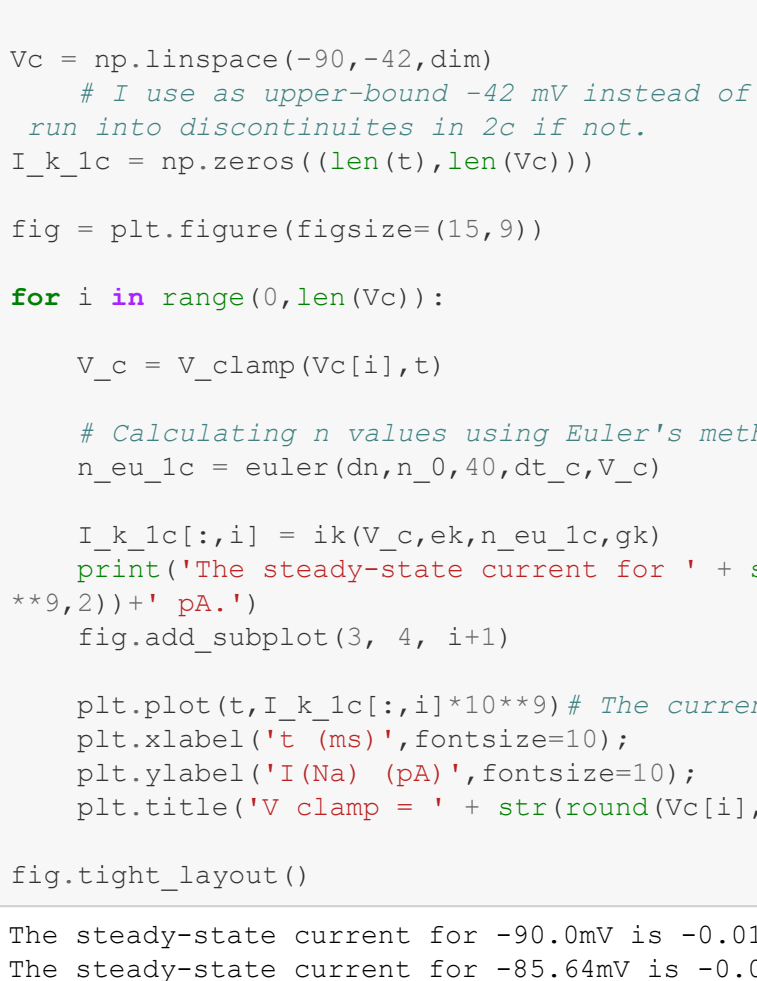 Vc = np.linspace(-90,-42,dim)
# I use as upper-bound -42 mV instead of
run into discontinuites in 2c if not.
I_k_1c = np.zeros((len(t),len(Vc)))
fig = plt.figure(figsize=(15,9))
for i in range(0,len(Vc)):
V_c = V_clamp(Vc[i],t)
# Calculating n values using Euler's meth
n_eu_1c = euler(dn,n_0,40,dt_c,V_c)
I_k_1c[:,i] = ik(V_c,ek,n_eu_1c,gk)
print('The steady-state current for ' + s
**9,2))+' pA.')
fig.add_subplot(3, 4, i+1)
plt.plot(t,I_k_1c[:,i]*10**9)# The curren
plt.xlabel('t (ms)',fontsize=10);
plt.ylabel('I(Na) (pA)',fontsize=10);
plt.title('V clamp = ' + str(round(Vc[i],
fig.tight_layout()
The steady-state current for -90.0mV is -0.01
The steady-state current for -85.64mV is -0.0